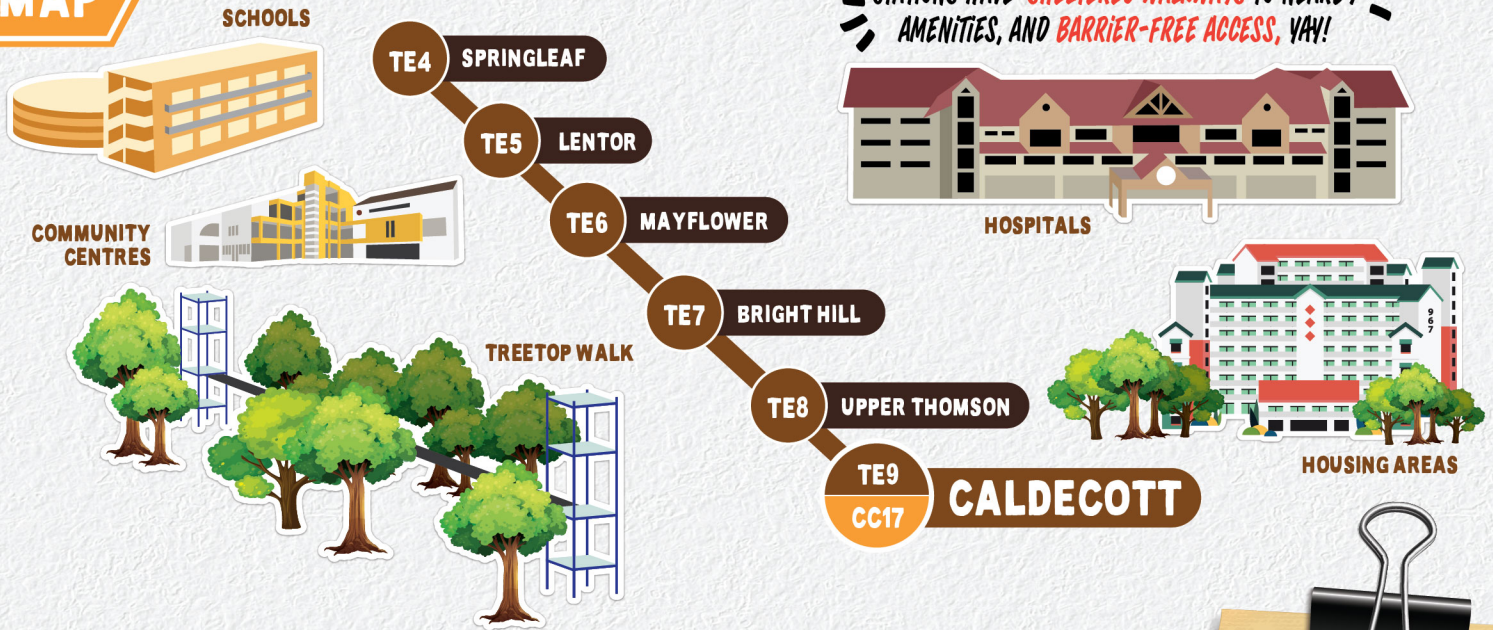 MAP
SCHOOLS
AMENITIES, AND BARRIER-FREE ACCESS, YAY!
TE4 SPRINGLEAF
TE5 LENTOR
TE6 MAYFLOWER
TE7 BRIGHT HILL
TE8 UPPER THOMSON
TE9
CC17
CALDECOTT
COMMUNITY
CENTRES
TREETOP WALK
HOSPITALS
967
HOUSING AREAS